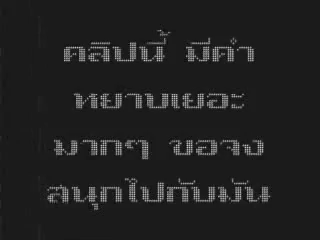 คลิปนี้ มีคำ
หยาบเยอะ
มากๆ ขอจง
สนุกไปกับมัน